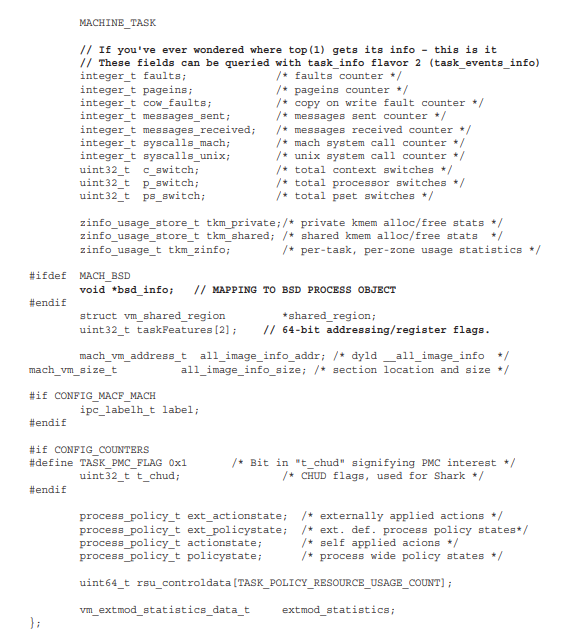 MACHINE_TASK
// If you've ever wondered where top(1) gets its info - this is it
// These fields can be queried with task_info flavor 2 (task_events_info)
integer_t faults; /* faults counter */
integer_t pageins; /* pageins counter */
integer_t cow_faults; /* copy on write fault counter */
integer_t messages_sent; /* messages sent counter */
integer_t messages_received; /* messages received counter */
integer_t syscalls_mach; /* mach system call counter */
integer_t syscalls_unix; /* unix system call counter */
uint32_t c_switch; /* total context switches */
uint32_t p_switch; /* total processor switches */
uint32_t ps_switch; /* total pset switches */
zinfo_usage_store_t tkm_private;/* private kmem alloc/free stats */
zinfo_usage_store_t tkm_shared; /* shared kmem alloc/free stats */
zinfo_usage_t tkm_zinfo; /* per-task, per-zone usage statistics */
#ifdef MACH_BSD
void *bsd_info; // MAPPING TO BSD PROCESS OBJECT
#endif
struct vm_shared_region *shared_region;
uint32_t taskFeatures[2]; // 64-bit addressing/register flags.
mach_vm_address_t all_image_info_addr; /* dyld __all_image_info */
mach_vm_size_t all_image_info_size; /* section location and size */
#if CONFIG_MACF_MACH
ipc_labelh_t label;
#endif
#if CONFIG_COUNTERS
#define TASK_PMC_FLAG 0x1 /* Bit in "t_chud" signifying PMC interest */
uint32_t t_chud; /* CHUD flags, used for Shark */
#endif
process_policy_t ext_actionstate; /* externally applied actions */
process_policy_t ext_policystate; /* ext. def. process policy states*/
process_policy_t actionstate; /* self applied acions */
process_policy_t policystate; /* process wide policy states */
uint64_t rsu_controldata[TASK_POLICY_RESOURCE_USAGE_COUNT];
vm_extmod_statistics_data_t extmod_statistics;
};